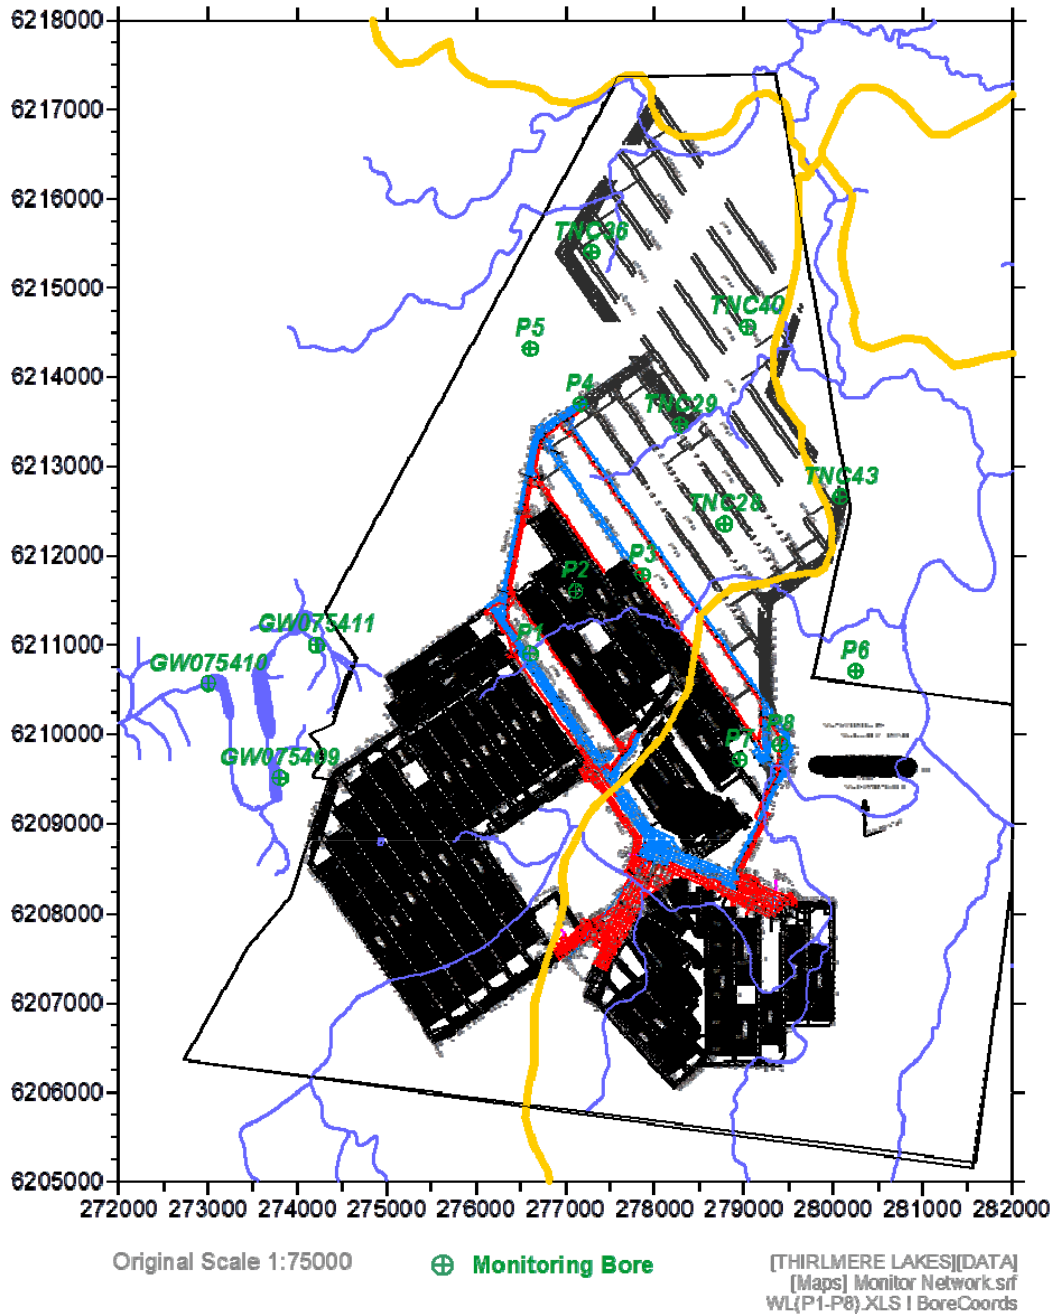 6218000
6217000
6216000
TNC36
6215000
TNC40
P5
6214000
P4
TNC29
6213000
TNC43
TNC28
6212000
P3
P2
GW075411
P1
6211000
GW075410
P6
6210000
P8
P7
GW075409
6209000
6208000
6207000
6206000
6205000
272000 273000 274000 275000 276000 277000 278000 279000 280000 281000 282000
Original Scale 1:75000
Monitoring Bore
[THIRLMERE LAKES][DATA]
[Maps] Monitor Network.srf
WL(P1-P8).XLS | BoreCoords